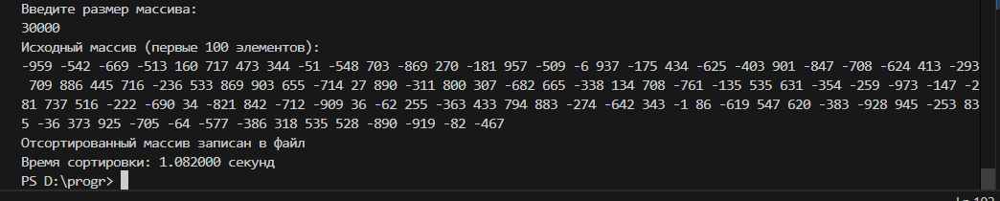 Введите размер массива:
30000
Исходный массив (первые 100 элементов):
-959 -542 -669 -513 160 717 473 344 -51 -548 703 -869 270 -181 957 -509 -6 937 -175 434 -625 -403 901 -847 -708 -624 413 -293
709 886 445 716 -236 533 869 903 655 -714 27 890 -311 800 307 -682 665 -338 134 708 -761 -135 535 631 -354 -259 -973 -147 -2
81 737 516 -222 -690 34 -821 842 -712 -909 36 -62 255 -363 433 794 883 -274 -642 343 -1 86 -619 547 620 -383 -928 945 -253 83
5 -36 373 925 -705 -64 -577 -386 318 535 528 -890 -919 -82 -467
Отсортированный массив записан в файл
Время сортировки: 1.082000 секунд
PS D:\progr>